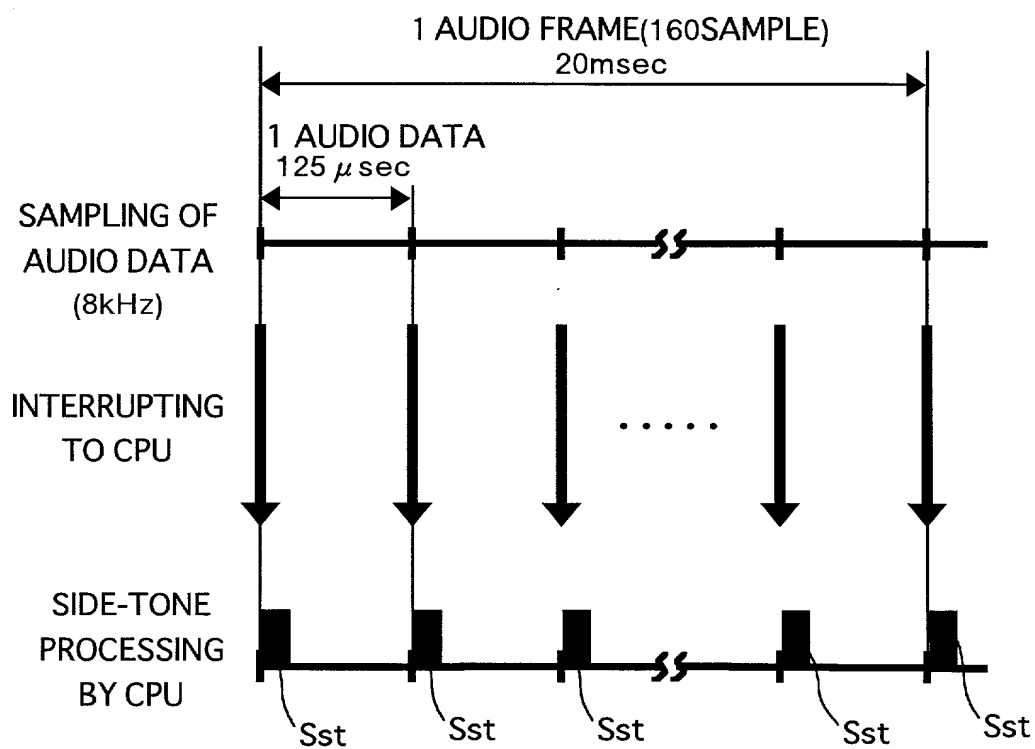 1 AUDIO FRAME(160SAMPLE)
20msec
1 AUDIO DATA
125 μ sec
SAMPLING OF
AUDIO DATA
(8kHz)
INTERRUPTING
TO CPU
SIDE-TONE
PROCESSING
BY CPU
Sst
Sst
Sst
Sst
Sst